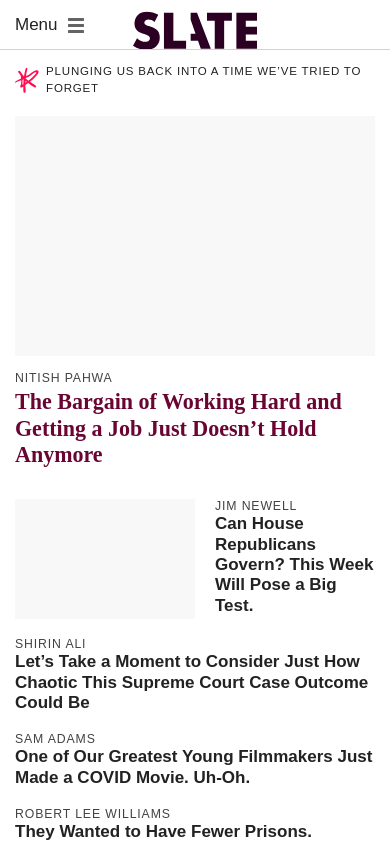 Menu
SLATE
PLUNGING US BACK INTO A TIME WE’VE TRIED TO
FORGET
NITISH PAHWA
The Bargain of Working Hard and
Getting a Job Just Doesn’t Hold
Anymore
JIM NEWELL
Can House
Republicans
Govern? This Week
Will Pose a Big
Test.
SHIRIN ALI
Let’s Take a Moment to Consider Just How
Chaotic This Supreme Court Case Outcome
Could Be
SAM ADAMS
One of Our Greatest Young Filmmakers Just
Made a COVID Movie. Uh-Oh.
ROBERT LEE WILLIAMS
They Wanted to Have Fewer Prisons.